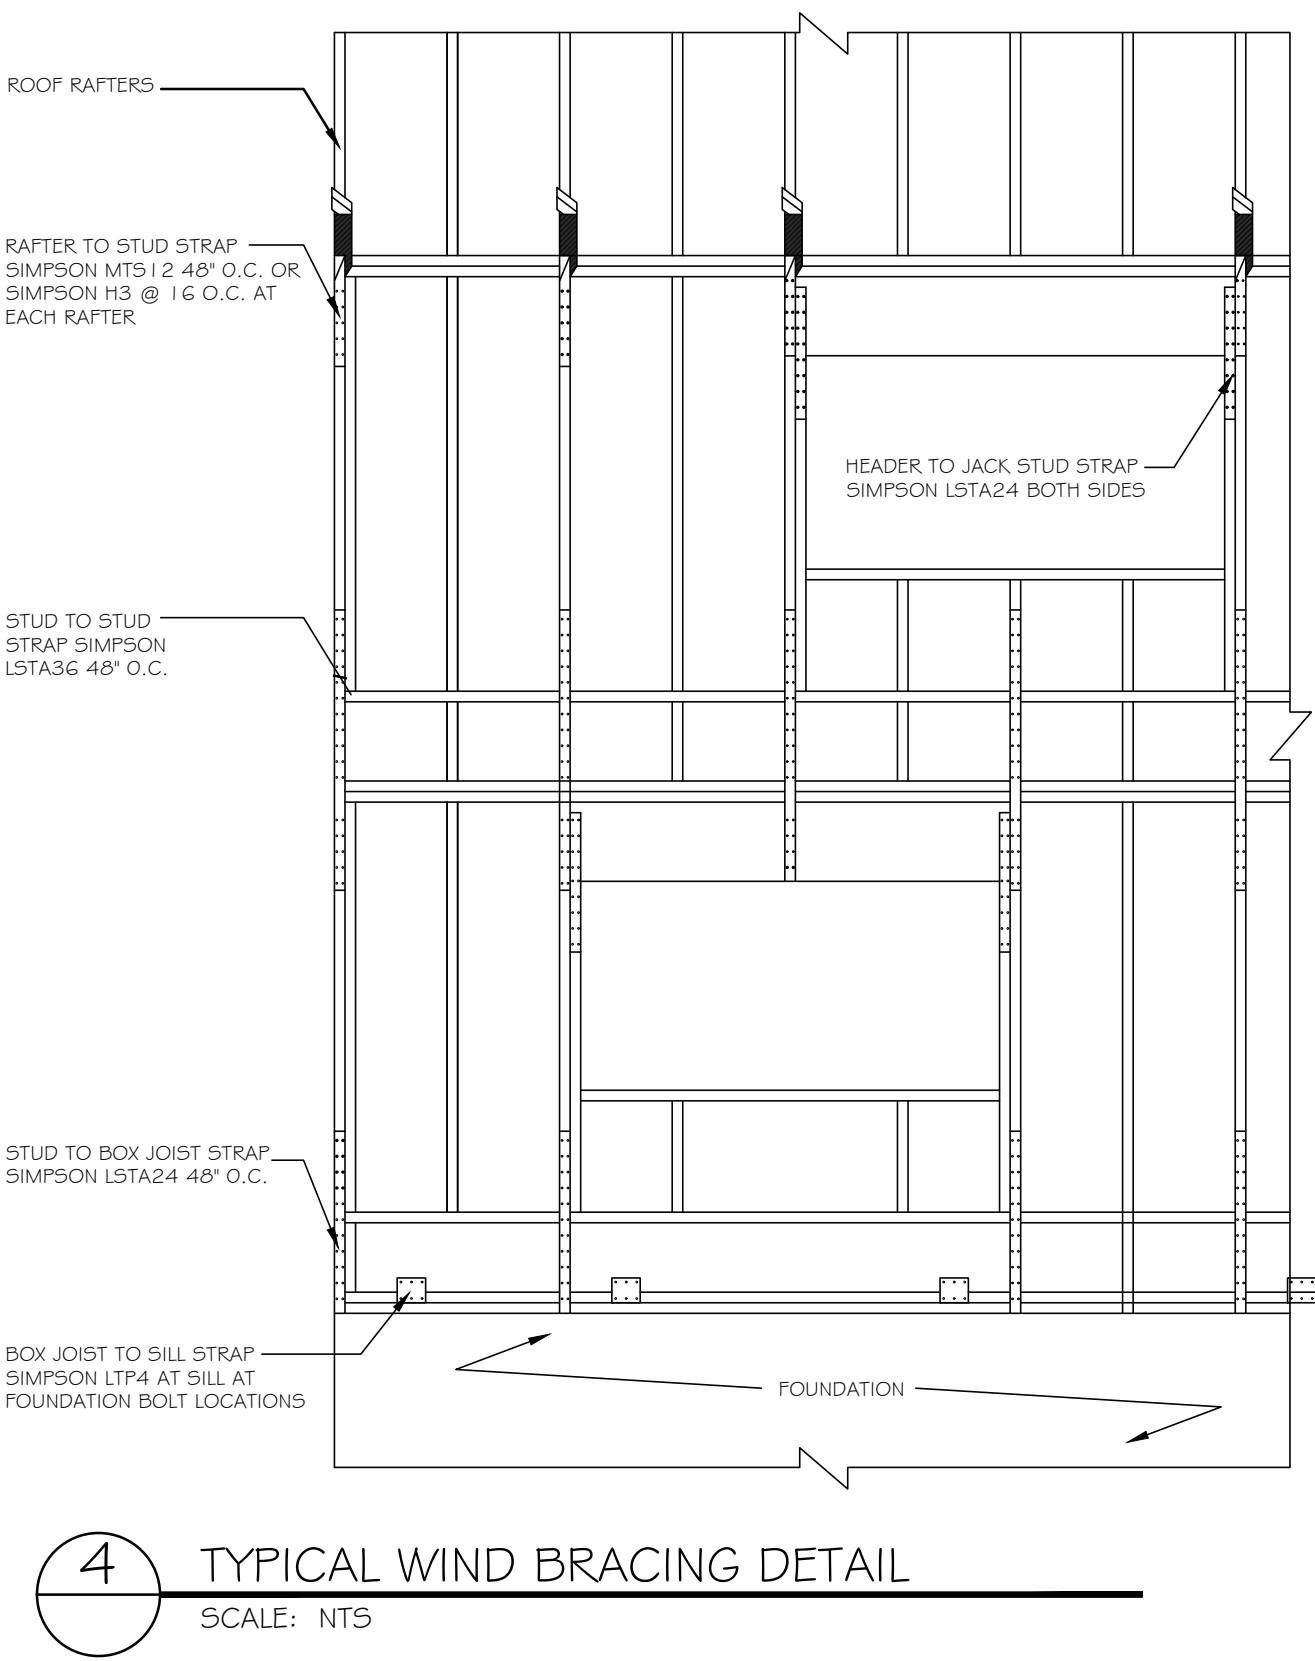 ROOF RAFTERS
RAFTER TO STUD STRAP
SIMPSON MTS12 48" O.C. OR
SIMPSON H3 @ 16 O.C. AT
EACH RAFTER
HEADER TO JACK STUD STRAP
SIMPSON LSTA24 BOTH SIDES
STUD TO STUD
STRAP SIMPSON
LSTA36 48" O.C.
STUD TO BOX JOIST STRAP
SIMPSON LSTA24 48" O.C.
BOX JOIST TO SILL STRAP
SIMPSON LTP4 AT SILL AT
FOUNDATION BOLT LOCATIONS
FOUNDATION
4
TYPICAL WIND BRACING DETAIL
SCALE: NTS